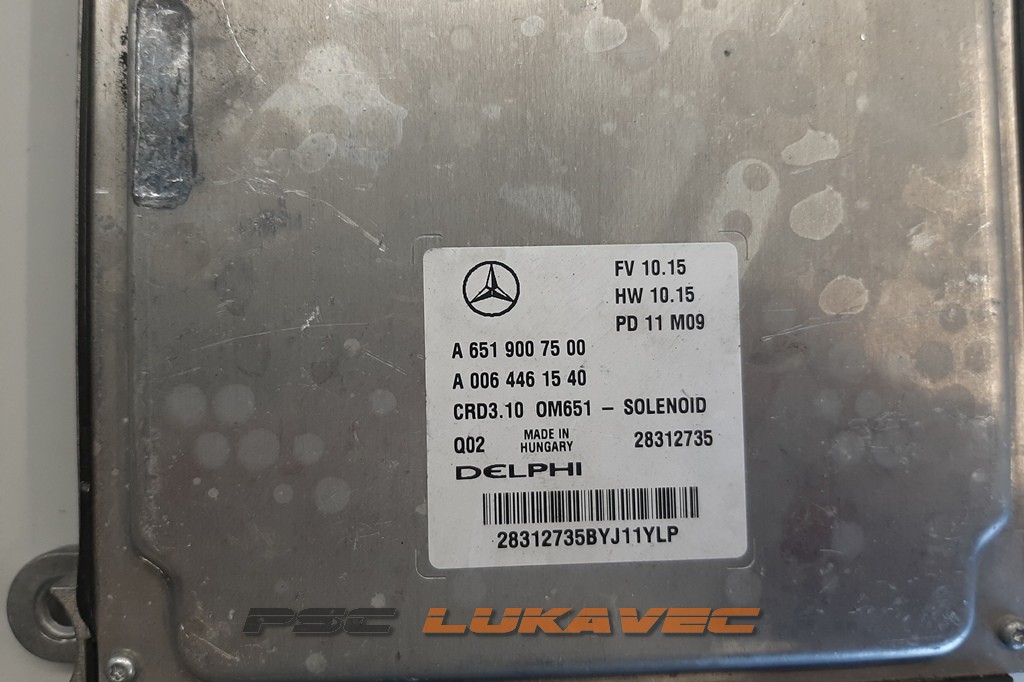 FV 10.15
HW 10.15
PD 11 M09
A 651 900 75 00
A 006 446 15 40
CRD3.10 OM651 – SOLENOID
Q02 MADE IN HUNGARY 28312735
DELPHI
28312735BYJ11YLP
PSC LUKAVEC